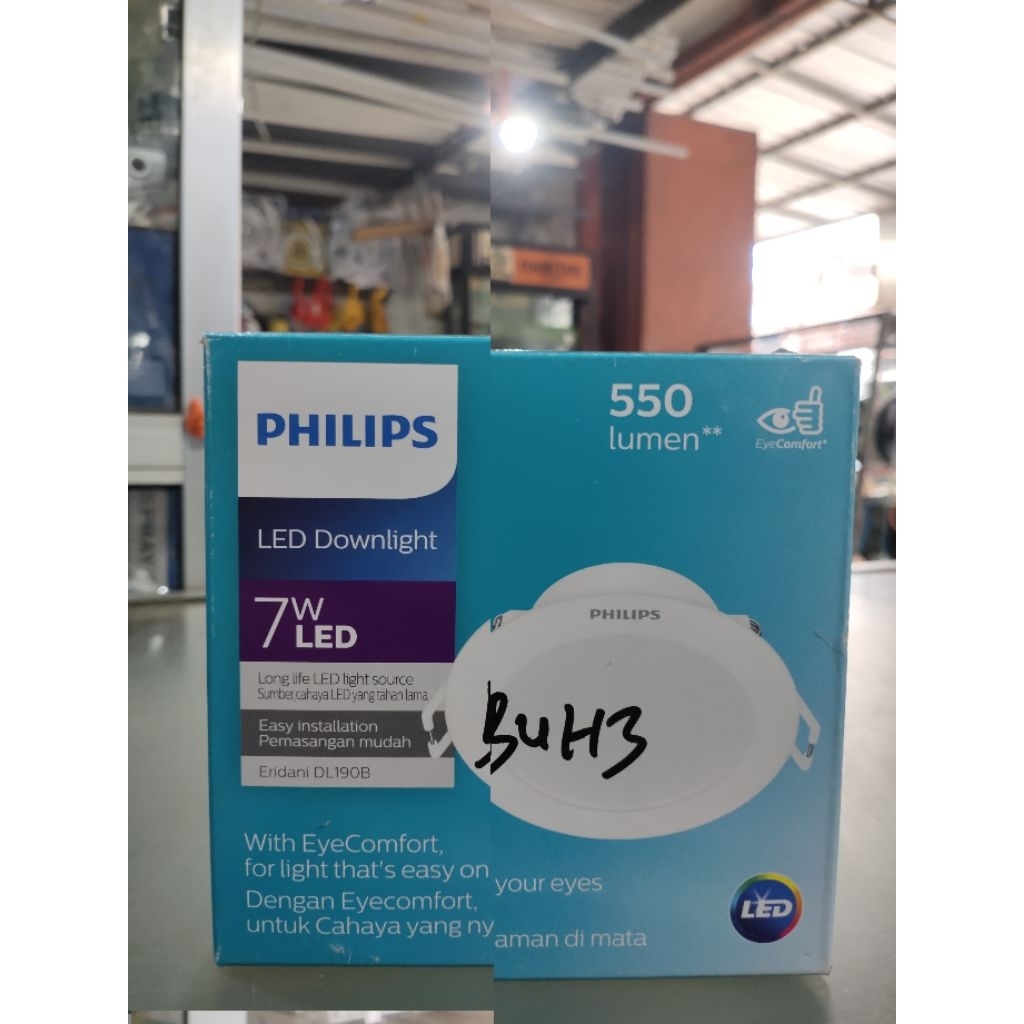 PHILIPS
LED Downlight
7W
LED
Long life LED light source
Sumber cahaya LED yang tahan lama
Easy installation
Pemasangan mudah
Eridani DL190B
550
lumen**
EyeComfort*
PHILIPS
BUH3
With EyeComfort,
for light that's easy on your eyes
Dengan Eyecomfort,
untuk Cahaya yang nyaman di mata
LED
SPRAY